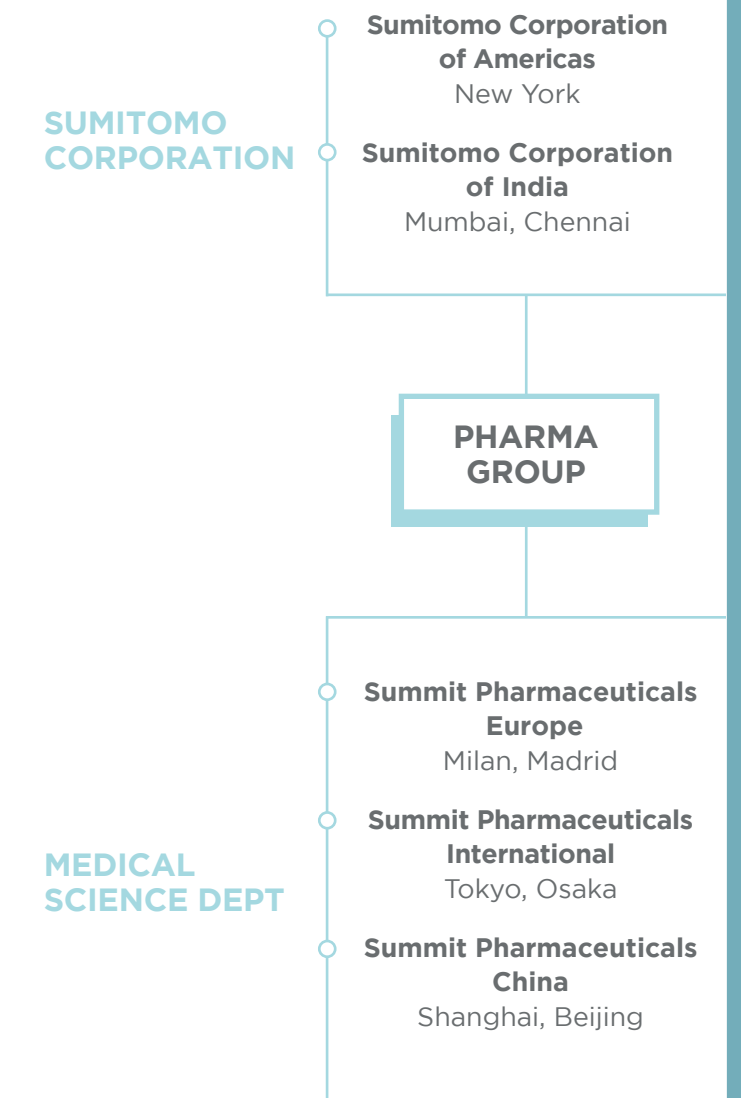 Sumitomo Corporation
of Americas
New York
SUMITOMO
CORPORATION
Sumitomo Corporation
of India
Mumbai, Chennai
PHARMA
GROUP
Summit Pharmaceuticals
Europe
Milan, Madrid
MEDICAL
SCIENCE DEPT
Summit Pharmaceuticals
International
Tokyo, Osaka
Summit Pharmaceuticals
China
Shanghai, Beijing